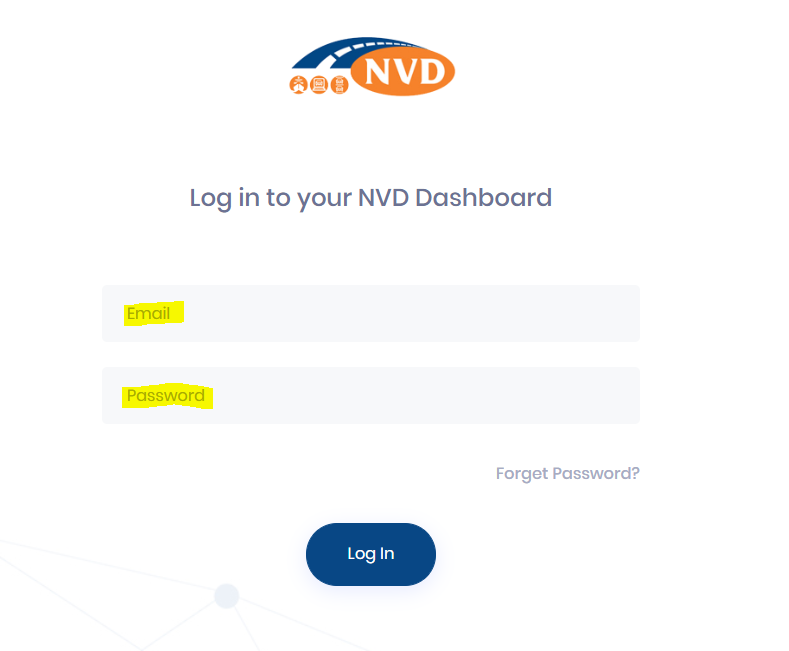 NVD
Log in to your NVD Dashboard
Email
Password
Forget Password?
Log In